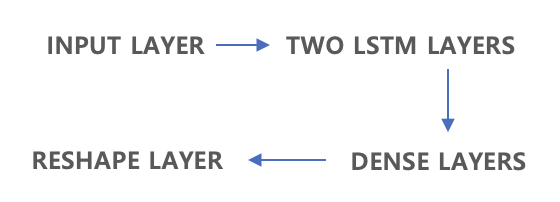 INPUT LAYER
TWO LSTM LAYERS
DENSE LAYERS
RESHAPE LAYER